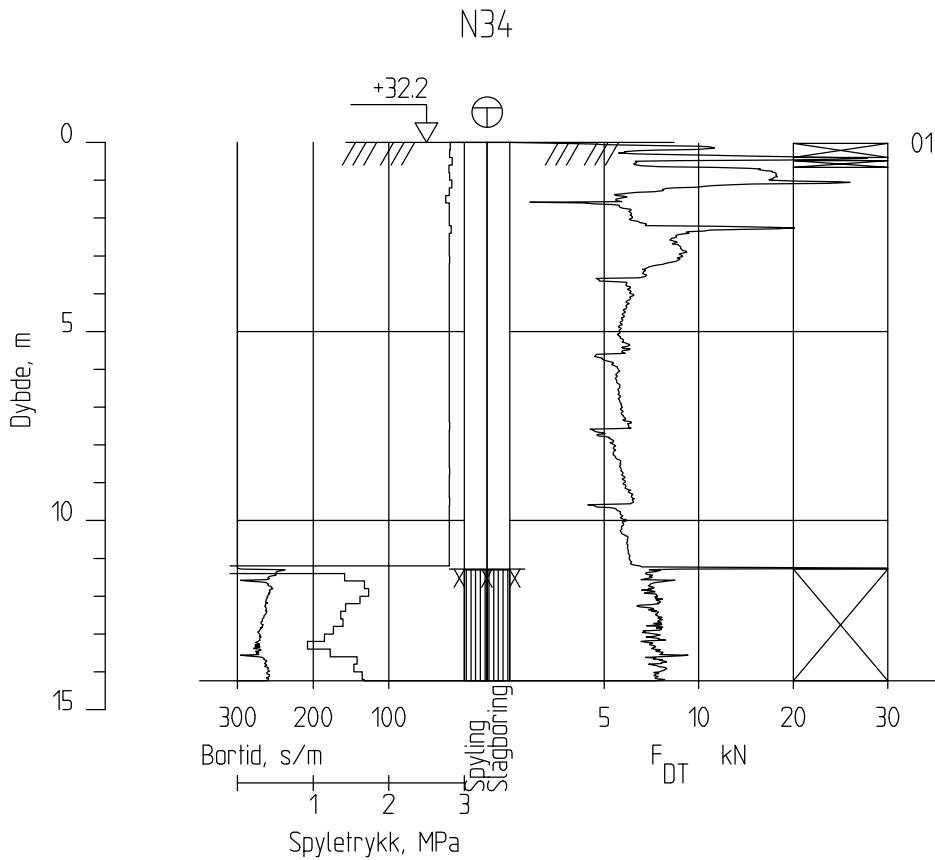 N34
+32.2
0
01
5
10
15
Dybde, m
300 200 100
5 10 20 30
Bortid, s/m
Spyling
Slagboring
F DT kN
1 2 3
Spyletrykk, MPa